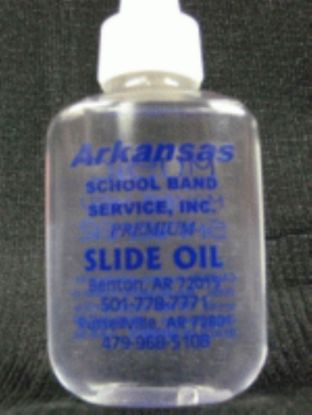 Arkansas
SCHOOL BAND
SERVICE, INC.
PREMIUM
SLIDE OIL
Benton, AR 72015
501-778-7771
Russellville, AR 72801
479-968-5108